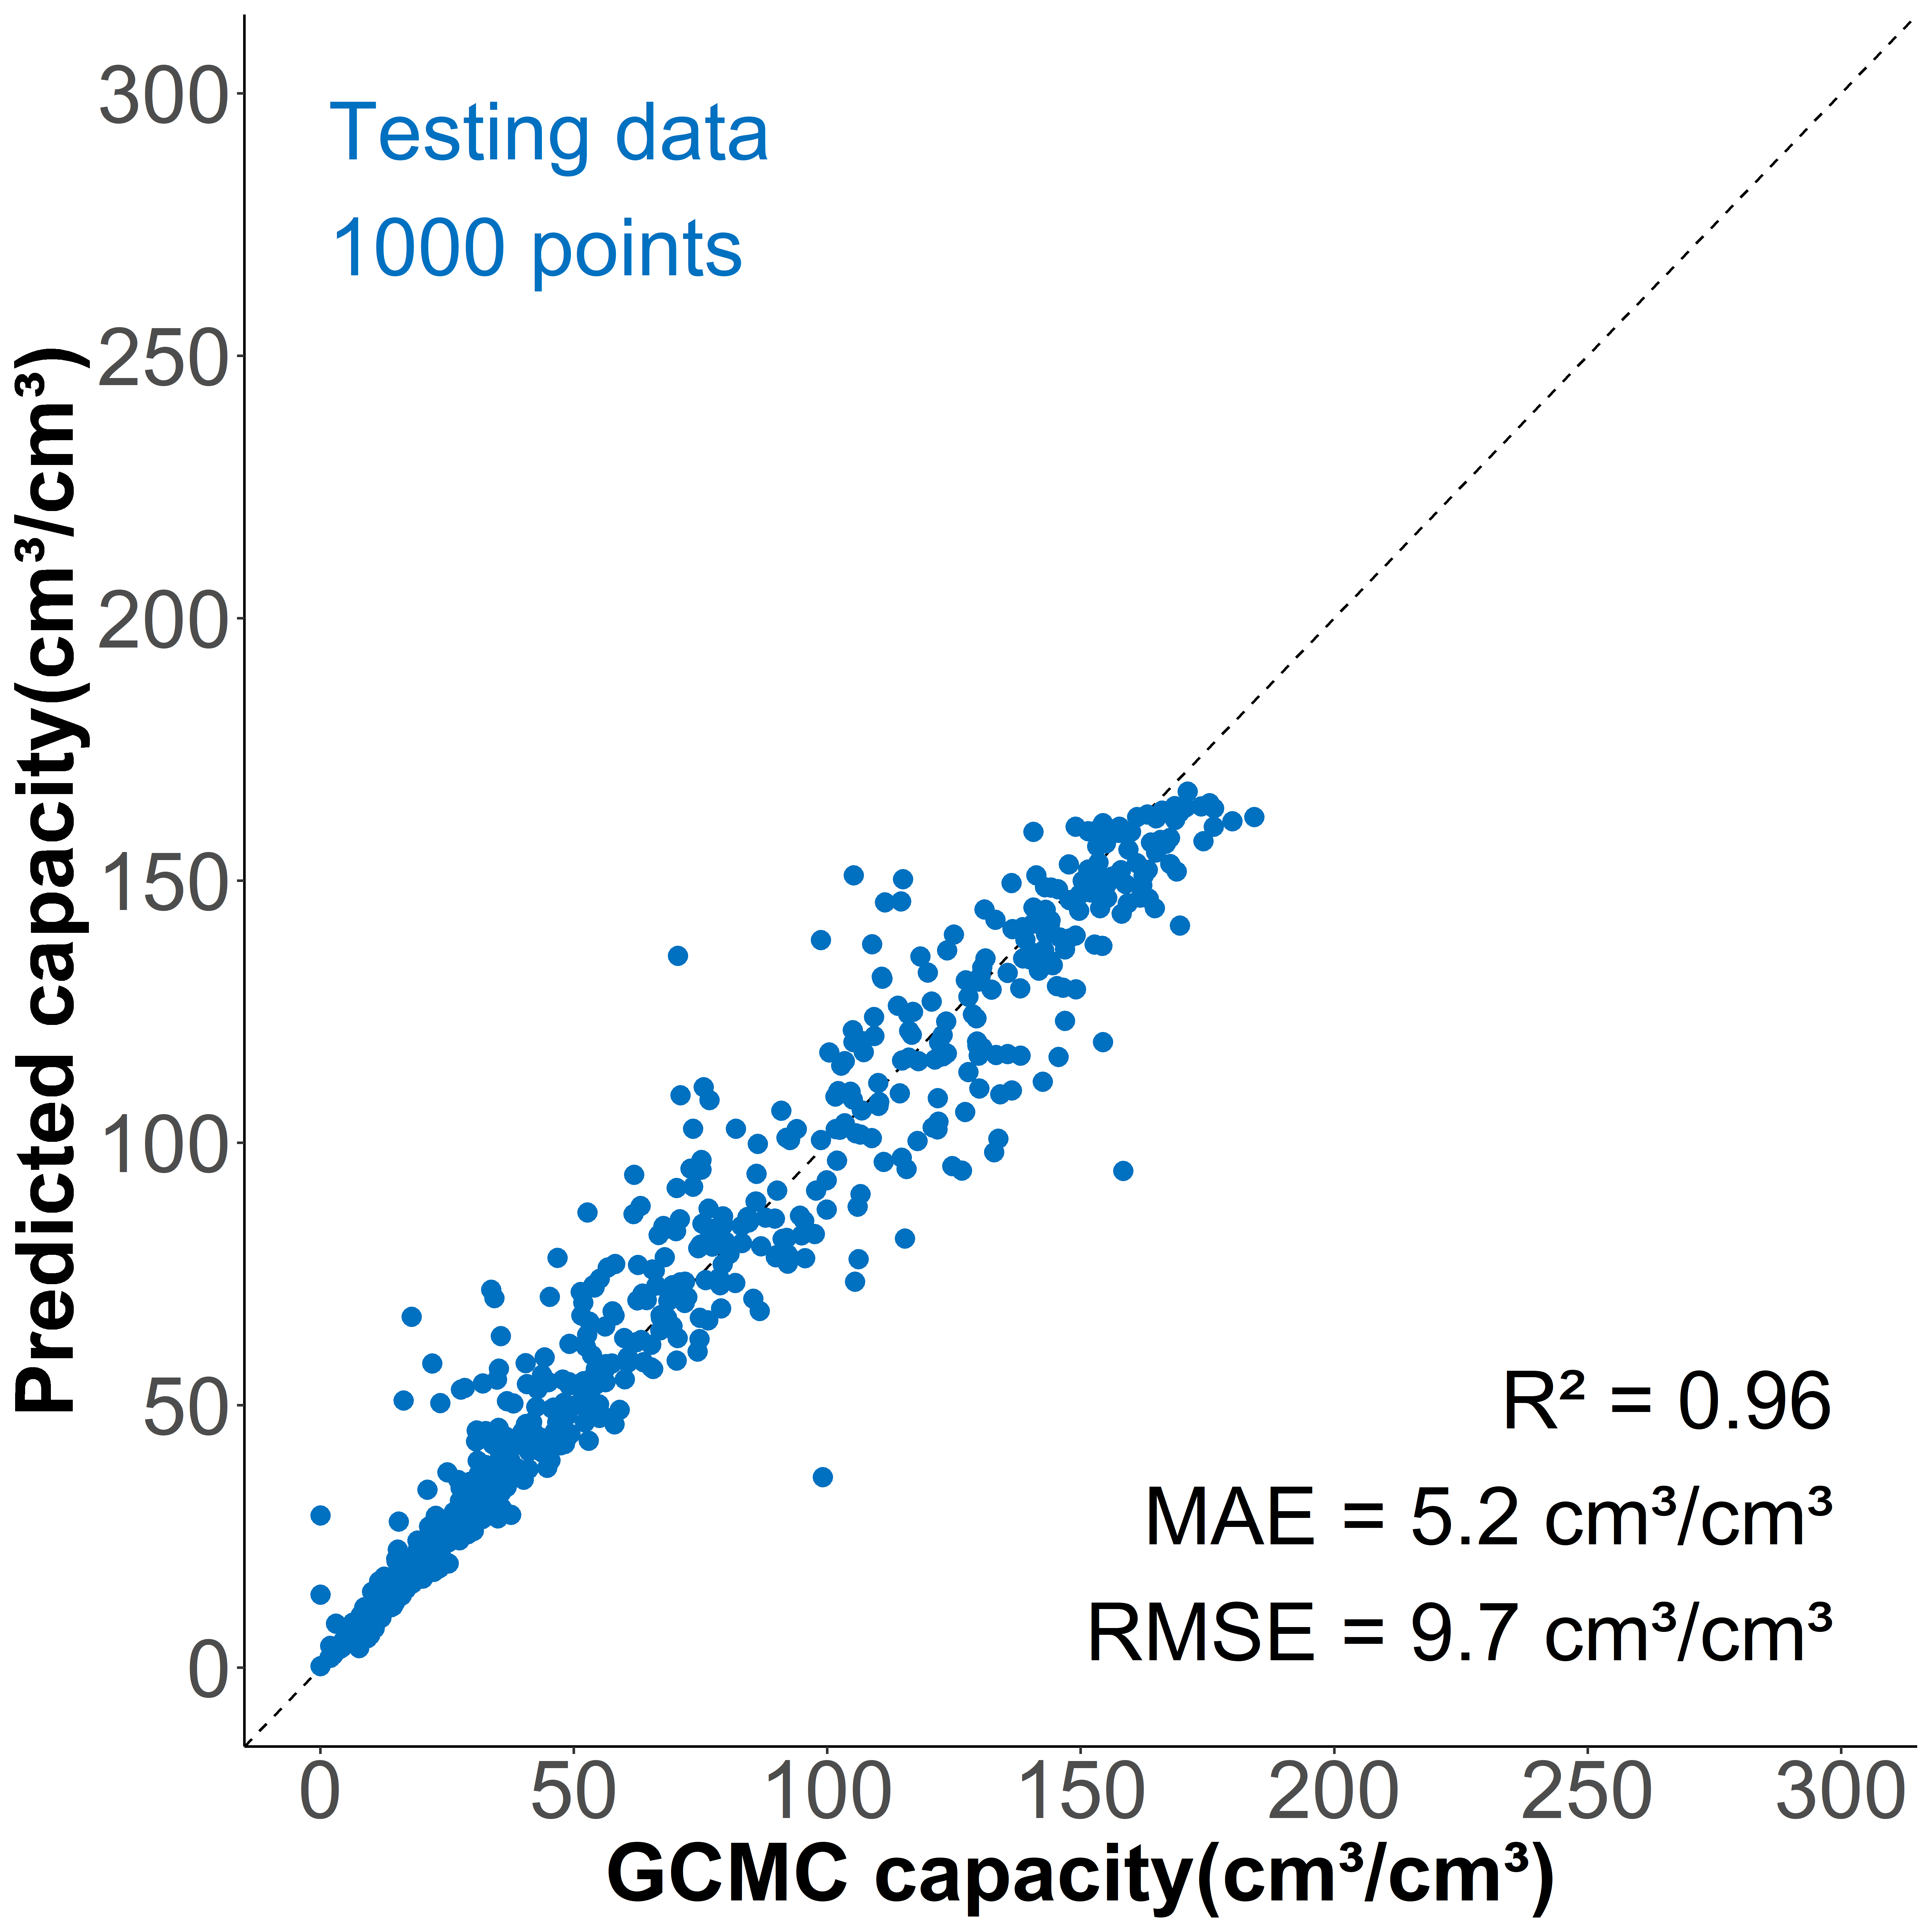 Testing data
1000 points
Predicted capacity(cm³/cm³)
300
250
200
150
100
50
0
R² = 0.96
MAE = 5.2 cm³/cm³
RMSE = 9.7 cm³/cm³
0 50 100 150 200 250 300
GCMC capacity(cm³/cm³)